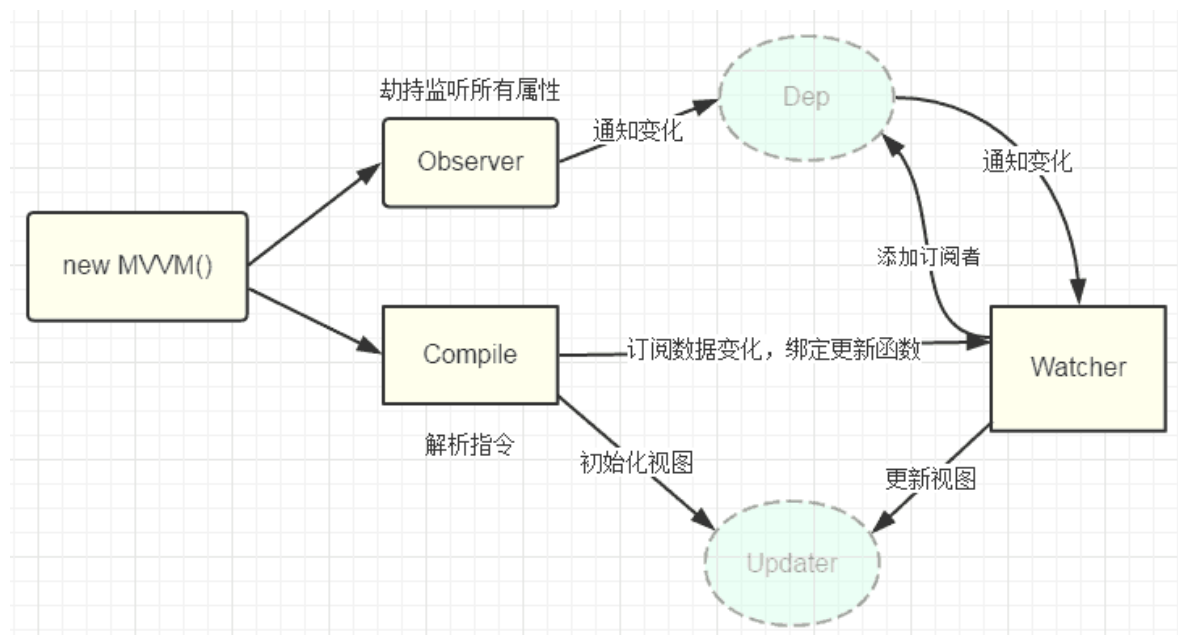 劫持监听所有属性
Dep
Observer
通知变化
通知变化
new MVVM()
添加订阅者
Compile
订阅数据变化，绑定更新函数
Watcher
解析指令
初始化视图
更新视图
Updater